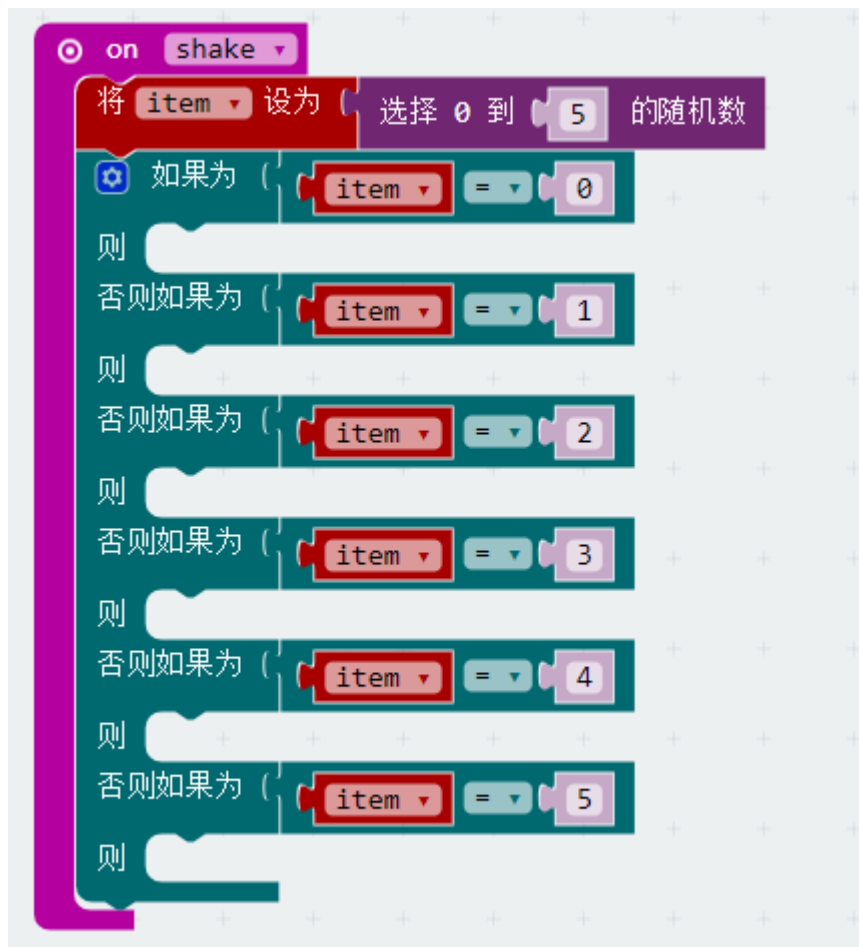 on shake
将 item 设为 选择 0 到 5 的随机数
如果为 item = 0
则
否则如果为 item = 1
则
否则如果为 item = 2
则
否则如果为 item = 3
则
否则如果为 item = 4
则
否则如果为 item = 5
则